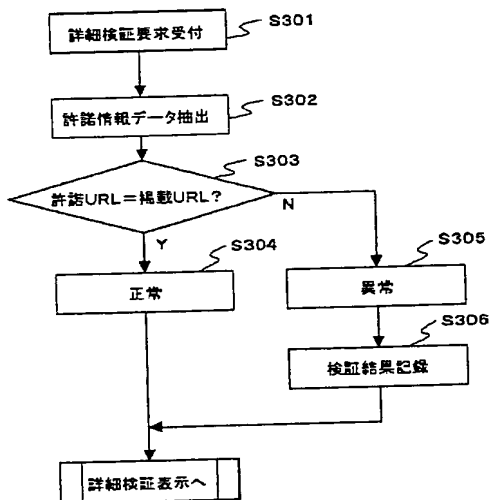 詳細検証要求受付
S301
許諾情報データ抽出
S302
S303
許諾URL=掲載URL?
N
Y
S304
正常
S305
異常
S306
検証結果記録
詳細検証表示へ